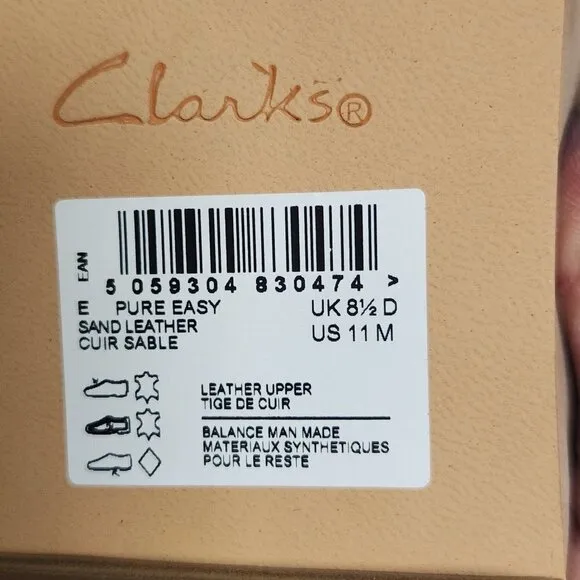 Clarks®
EAN
5 059304 830474 >
E PURE EASY UK 8½ D
SAND LEATHER US 11 M
CUIR SABLE
LEATHER UPPER
TIGE DE CUIR
BALANCE MAN MADE
MATERIAUX SYNTHETIQUES
POUR LE RESTE